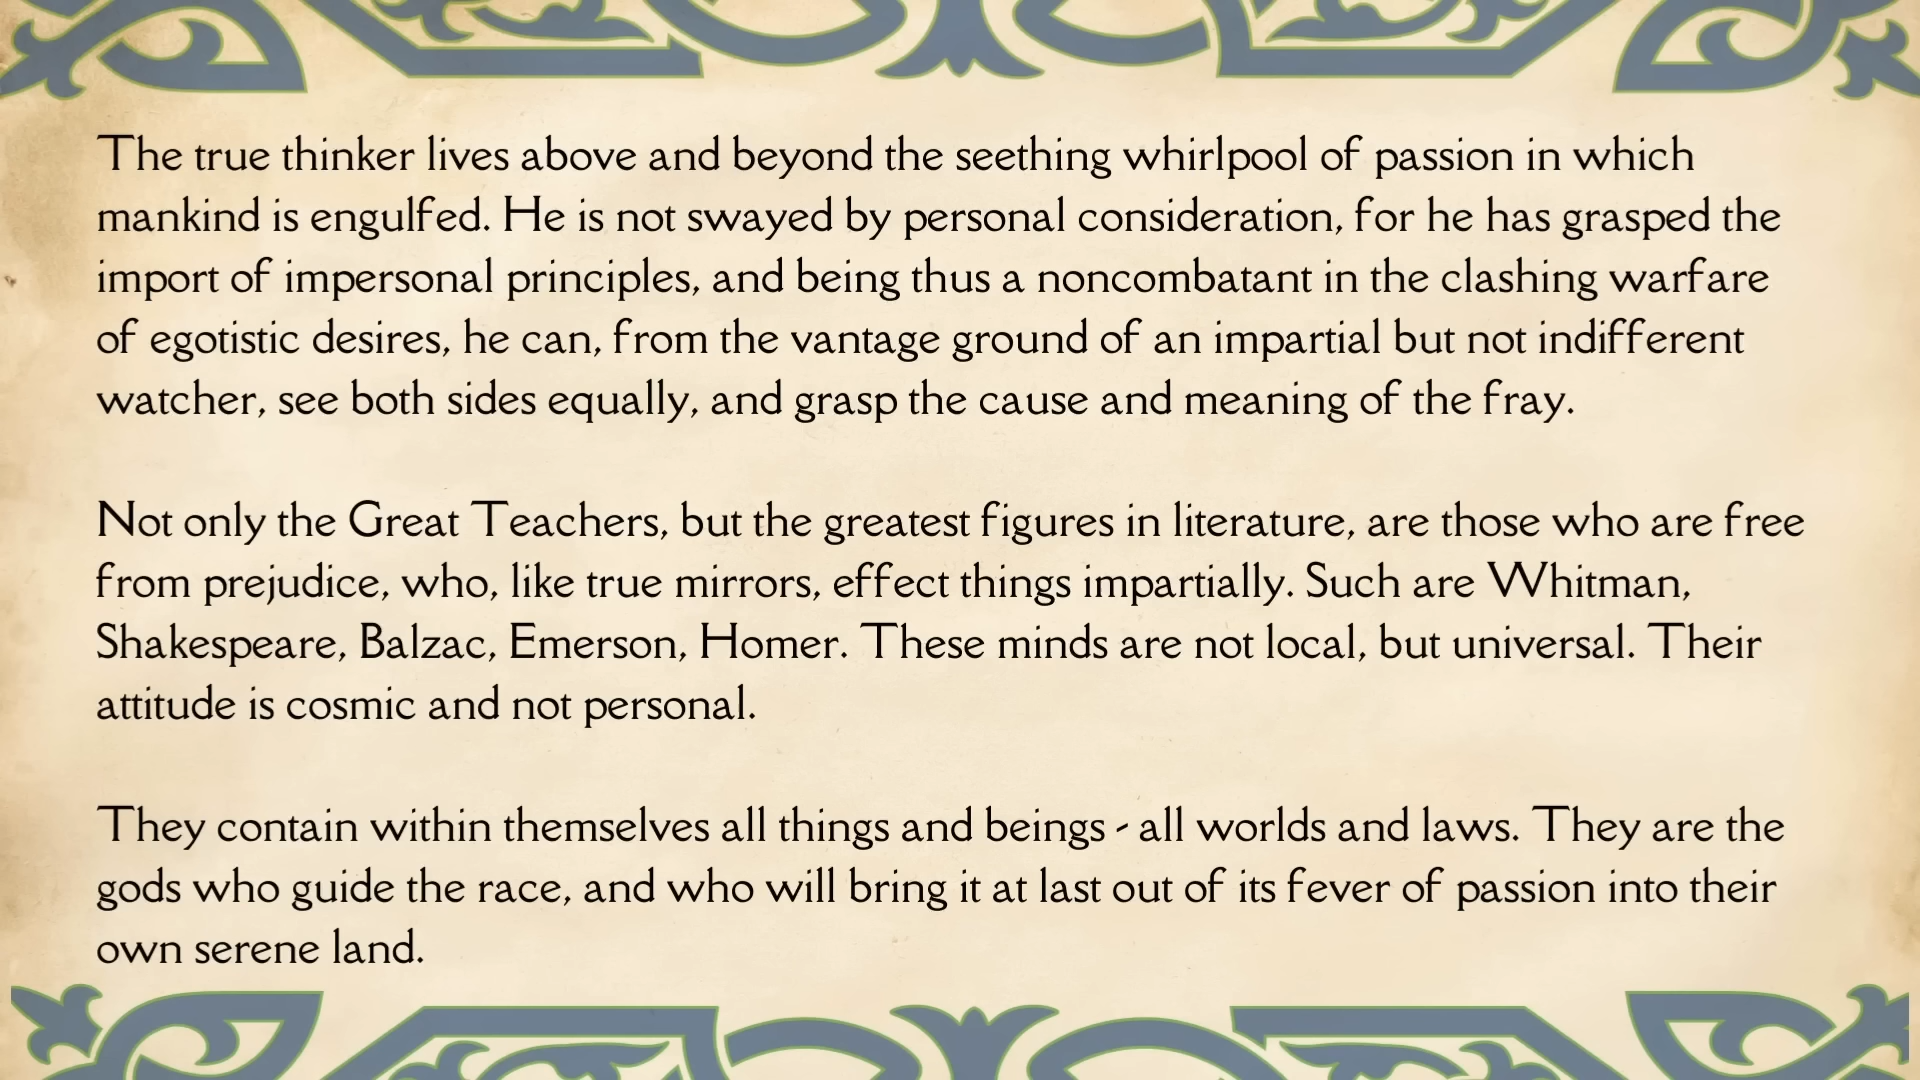 The true thinker lives above and beyond the seething whirlpool of passion in which
mankind is engulfed. He is not swayed by personal consideration, for he has grasped the
import of impersonal principles, and being thus a noncombatant in the clashing warfare
of egotistic desires, he can, from the vantage ground of an impartial but not indifferent
watcher, see both sides equally, and grasp the cause and meaning of the fray.
Not only the Great Teachers, but the greatest figures in literature, are those who are free
from prejudice, who, like true mirrors, effect things impartially. Such are Whitman,
Shakespeare, Balzac, Emerson, Homer. These minds are not local, but universal. Their
attitude is cosmic and not personal.
They contain within themselves all things and beings - all worlds and laws. They are the
gods who guide the race, and who will bring it at last out of its fever of passion into their
own serene land.